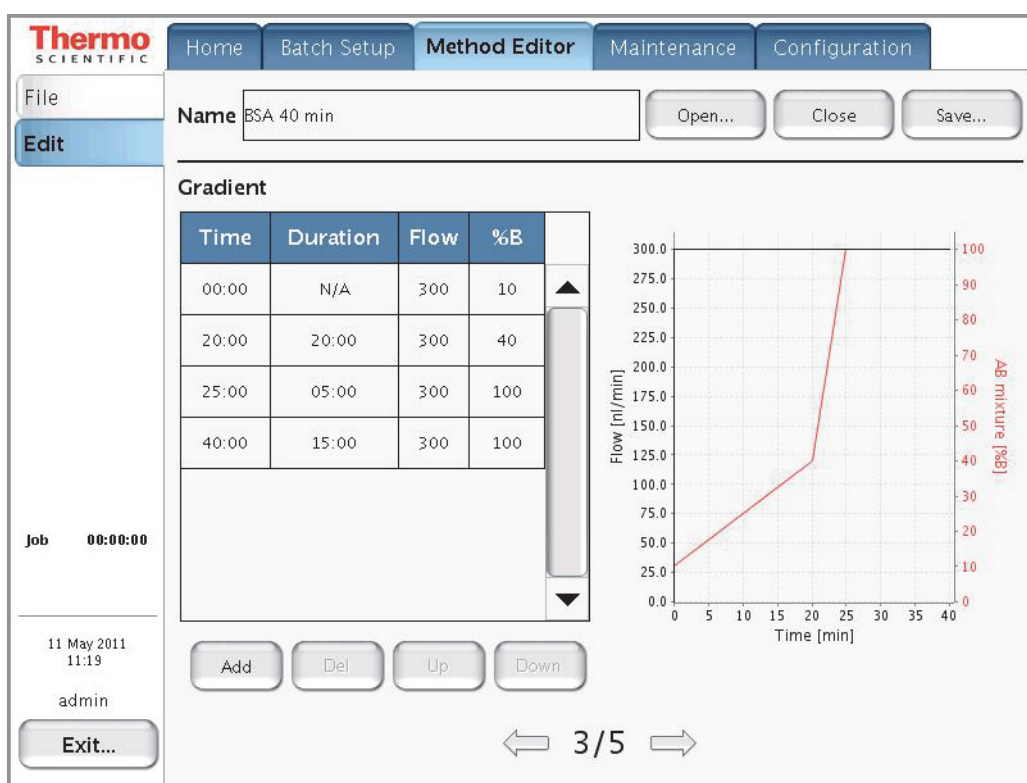 Thermo
SCIENTIFIC
Home Batch Setup Method Editor Maintenance Configuration
File
Edit
Name BSA 40 min Open... Close Save...
Gradient
Time Duration Flow %B
00:00 N/A 300 10
20:00 20:00 300 40
25:00 05:00 300 100
40:00 15:00 300 100
Flow [nl/min]
300.0
275.0
250.0
225.0
200.0
175.0
150.0
125.0
100.0
75.0
50.0
25.0
0.0
0 5 10 15 20 25 30 35 40
Time [min]
100
90
80
70
60
50
40
30
20
10
0
AB mixture [%B]
Job 00:00:00
11 May 2011
11:19
admin
Exit...
Add Del Up Down
3/5